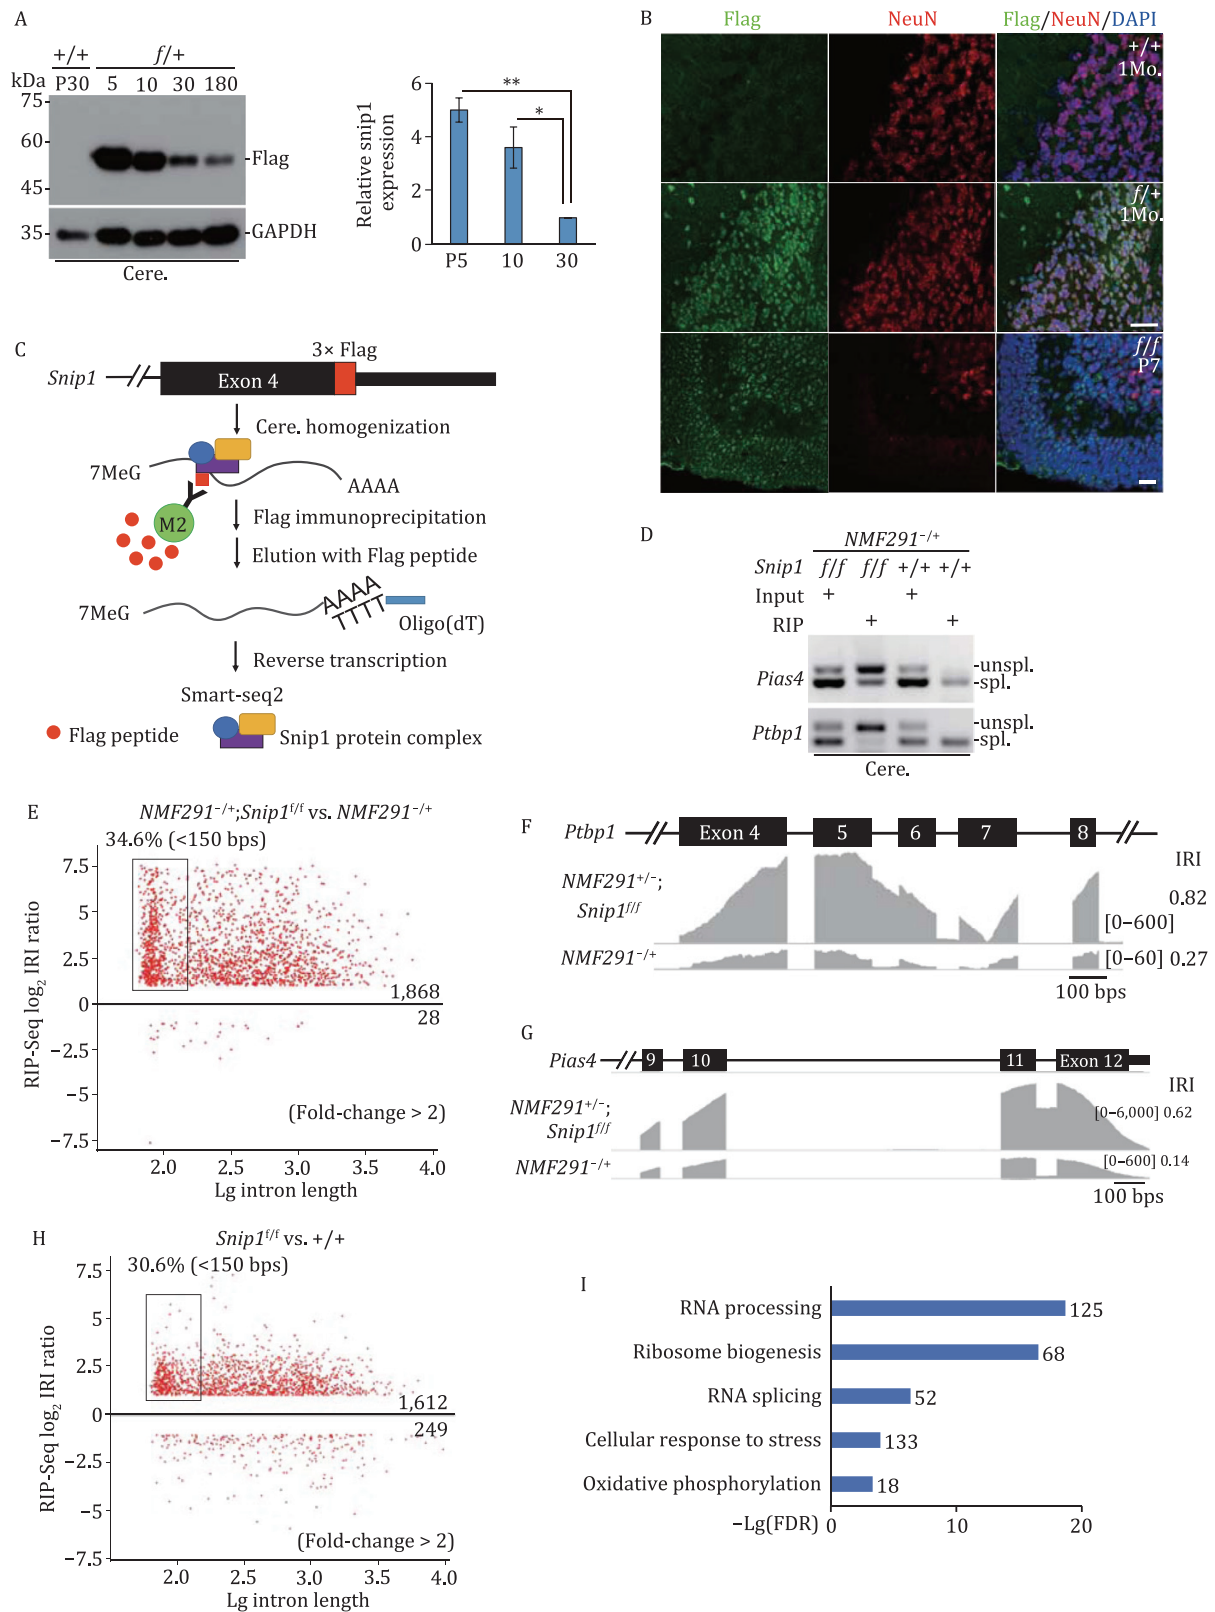 A
+/+ f/+
kDa P30 5 10 30 180
75
60
45
35
Flag
GAPDH
Cere.
Relative snip1 expression
6
4
2
0
** 
*
P5 10 30
B
Flag NeuN Flag/NeuN/DAPI
+/+
1Mo.
f/+
1Mo.
f/f
P7
C
3× Flag
Snip1 Exon 4
Cere. homogenization
7MeG
AAAA
M2
Flag immunoprecipitation
Elution with Flag peptide
7MeG
AAAA
TTTT
Oligo(dT)
Reverse transcription
Smart-seq2
Flag peptide
Snip1 protein complex
D
NMF291⁻/⁺
Snip1 f/f f/f +/+ +/+
Input + +
RIP + +
Pias4
-unspl.
-spl.
Ptbp1
-unspl.
-spl.
Cere.
E
NMF291⁻/⁺;Snip1ᶠ/ᶠ vs. NMF291⁻/⁺
34.6% (<150 bps)
RIP-Seq log₂ IRI ratio
7.5
5
2.5
0
−2.5
−5
−7.5
1,868
28
(Fold-change > 2)
2.0 2.5 3.0 3.5 4.0
Lg intron length
F
Ptbp1 Exon 4 5 6 7 8
IRI
NMF291⁺/⁻;
Snip1ᶠ/ᶠ
0.82
[0–600]
NMF291⁻/⁺
[0–60] 0.27
100 bps
G
Pias4 9 10 11 Exon 12
IRI
NMF291⁺/⁻;
Snip1ᶠ/ᶠ
[0–6,000] 0.62
NMF291⁻/⁺
[0–600] 0.14
100 bps
H
Snip1ᶠ/ᶠ vs. +/+
30.6% (<150 bps)
RIP-Seq log₂ IRI ratio
7.5
5
2.5
0
−2.5
−5
−7.5
1,612
249
(Fold-change > 2)
2.0 2.5 3.0 3.5 4.0
Lg intron length
I
RNA processing 125
Ribosome biogenesis 68
RNA splicing 52
Cellular response to stress 133
Oxidative phosphorylation 18
−Lg(FDR) 0 10 20